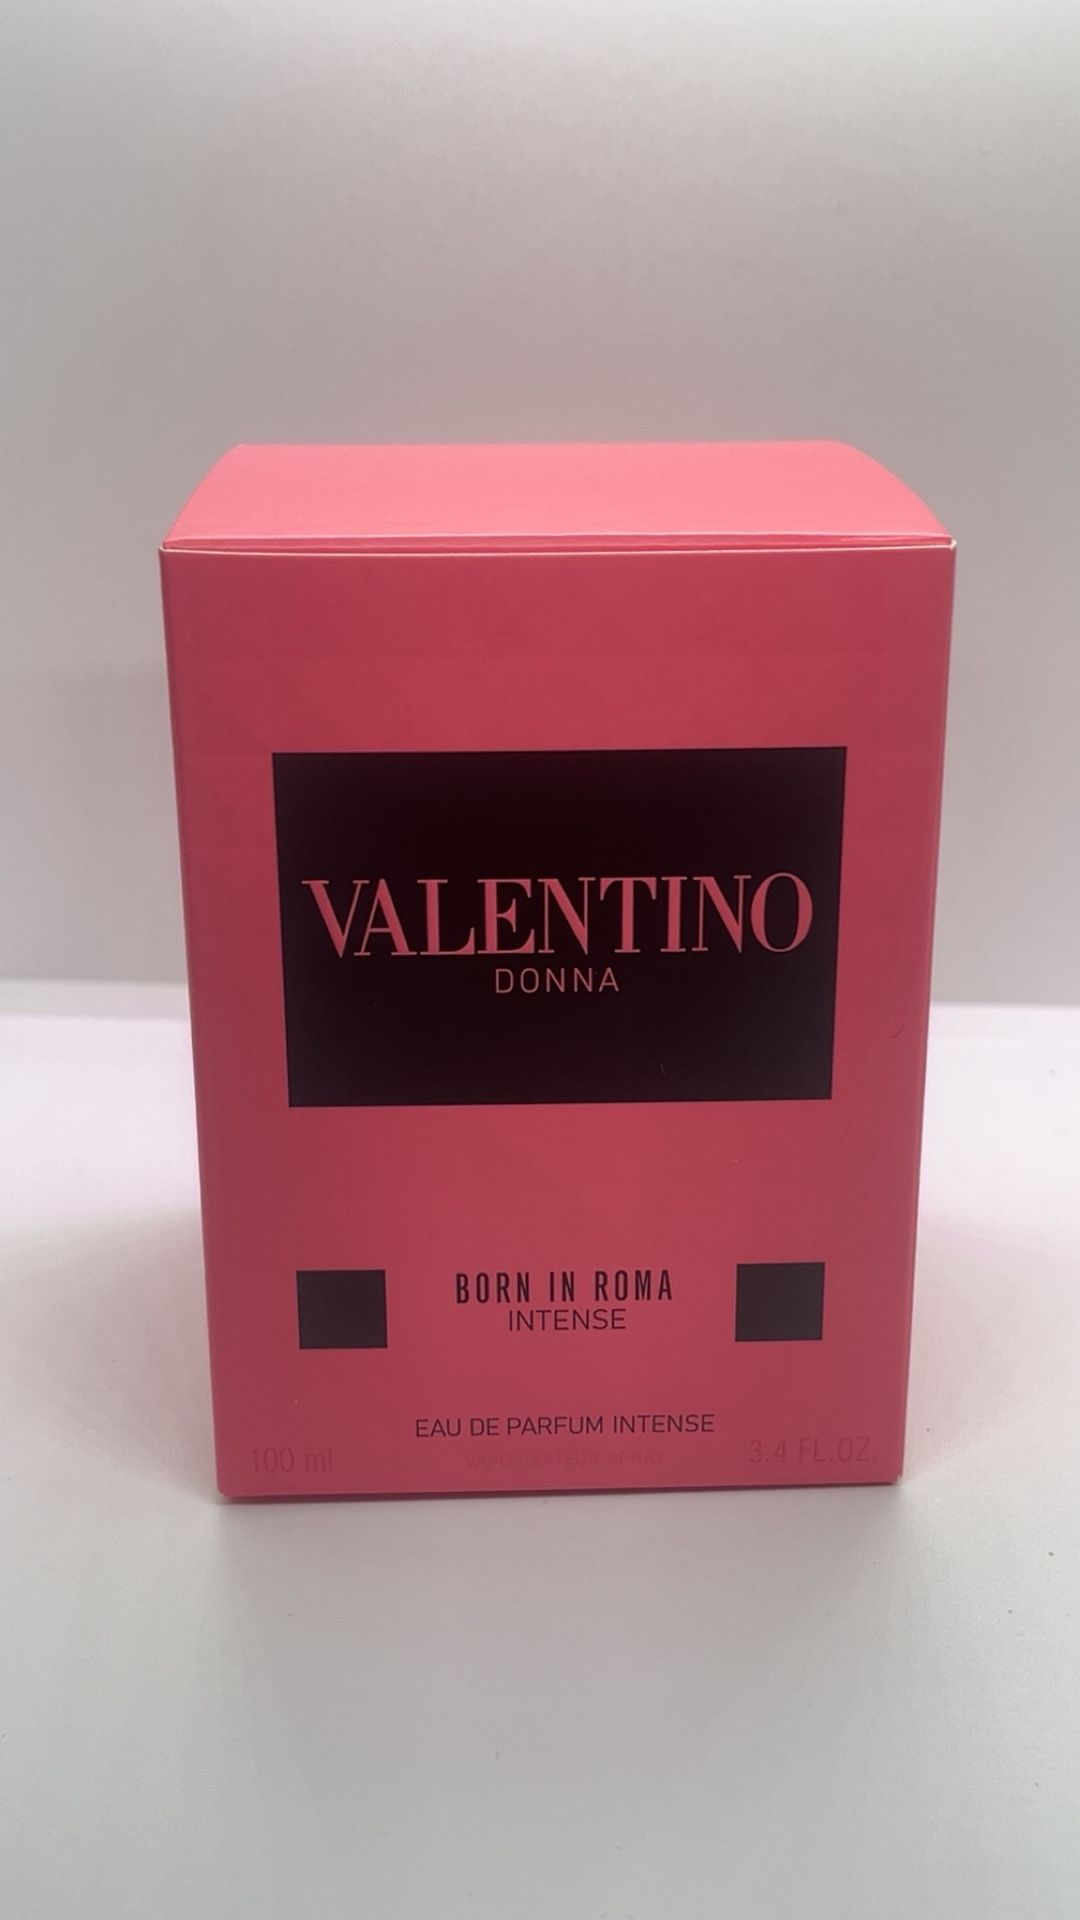 VALENTINO
DONNA
BORN IN ROMA
INTENSE
EAU DE PARFUM INTENSE
100 ml VAPORISATEUR SPRAY 3.4 FL.OZ.